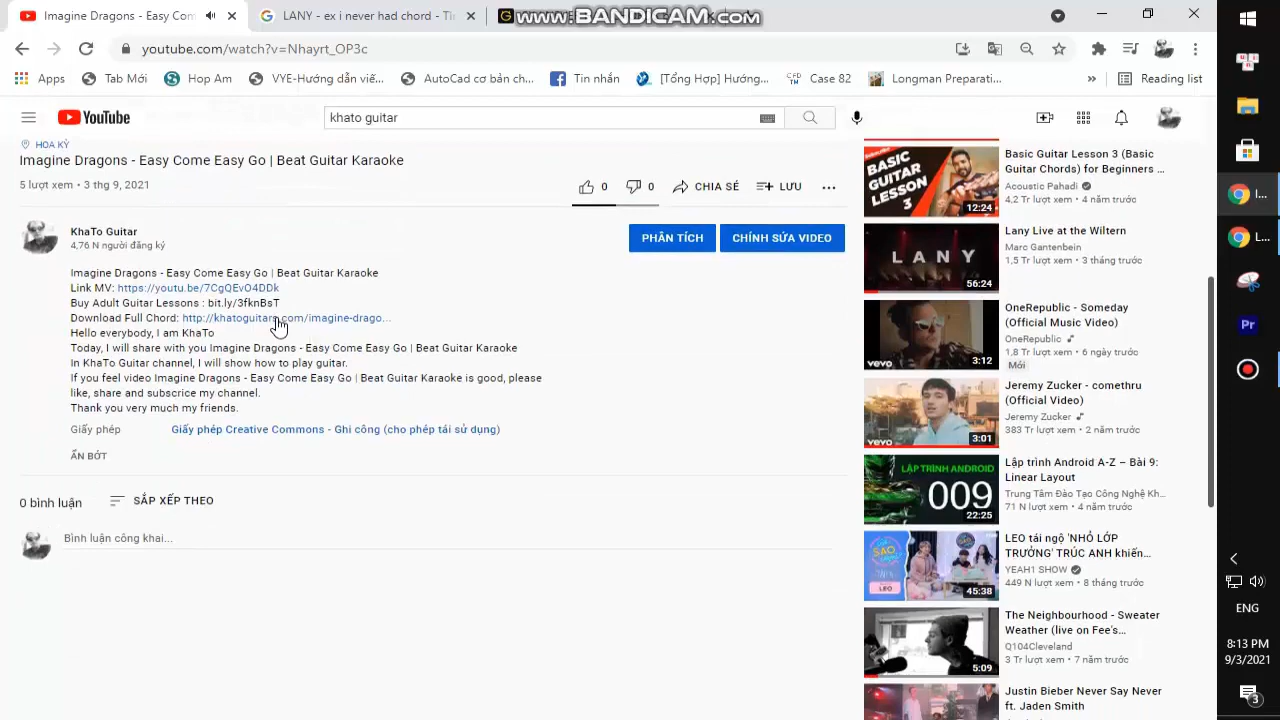 Imagine Dragons - Easy Com
LANY - ex i never had chord - Tì
www.BANDICAM.com
youtube.com/watch?v=Nhayrt_OP3c
Apps
Tab Mới
Hop Am
VYE-Hướng dẫn viế...
AutoCad cơ bản ch...
Tin nhắn
[Tổng Hợp] Hướng...
Case 82
Longman Preparati...
»
Reading list
YouTube
khato guitar
HOA KỲ
Imagine Dragons - Easy Come Easy Go | Beat Guitar Karaoke
5 lượt xem • 3 thg 9, 2021
0
0
CHIA SẺ
LƯU
KhaTo Guitar
4,76 N người đăng ký
PHÂN TÍCH
CHỈNH SỬA VIDEO
Imagine Dragons - Easy Come Easy Go | Beat Guitar Karaoke
Link MV: https://youtu.be/7CgQEvO4DDk
Buy Adult Guitar Lessons : bit.ly/3fknBsT
Download Full Chord: http://khatoguitar.com/imagine-drago...
Hello everybody, I am KhaTo
Today, I will share with you Imagine Dragons - Easy Come Easy Go | Beat Guitar Karaoke
In KhaTo Guitar channel, I will show how to play guitar.
If you feel video Imagine Dragons - Easy Come Easy Go | Beat Guitar Karaoke is good, please
like, share and subscrice my channel.
Thank you very much my friends.
Giấy phép
Giấy phép Creative Commons - Ghi công (cho phép tái sử dụng)
ẨN BỚT
0 bình luận
SẮP XẾP THEO
Bình luận công khai...
BASIC
GUITAR
LESSON
3
12:24
Basic Guitar Lesson 3 (Basic
Guitar Chords) for Beginners ...
Acoustic Pahadi
4,2 Tr lượt xem • 4 năm trước
LANY
56:24
Lany Live at the Wiltern
Marc Gantenbein
1,5 Tr lượt xem • 3 tháng trước
vevo
3:12
OneRepublic - Someday
(Official Music Video)
OneRepublic
1,8 Tr lượt xem • 6 ngày trước
Mới
vevo
3:01
Jeremy Zucker - comethru
(Official Video)
Jeremy Zucker
383 Tr lượt xem • 2 năm trước
LẬP TRÌNH ANDROID
009
22:25
Lập trình Android A-Z – Bài 9:
Linear Layout
Trung Tâm Đào Tạo Công Nghệ Kh...
71 N lượt xem • 4 năm trước
SAO
LEO
45:38
LEO tái ngộ 'NHỎ LỚP
TRƯỞNG' TRÚC ANH khiến...
YEAH1 SHOW
449 N lượt xem • 8 tháng trước
5:09
The Neighbourhood - Sweater
Weather (live on Fee's...
Q104Cleveland
3 Tr lượt xem • 7 năm trước
Justin Bieber Never Say Never
ft. Jaden Smith
I...
L...
Pr
ENG
8:13 PM
9/3/2021
3